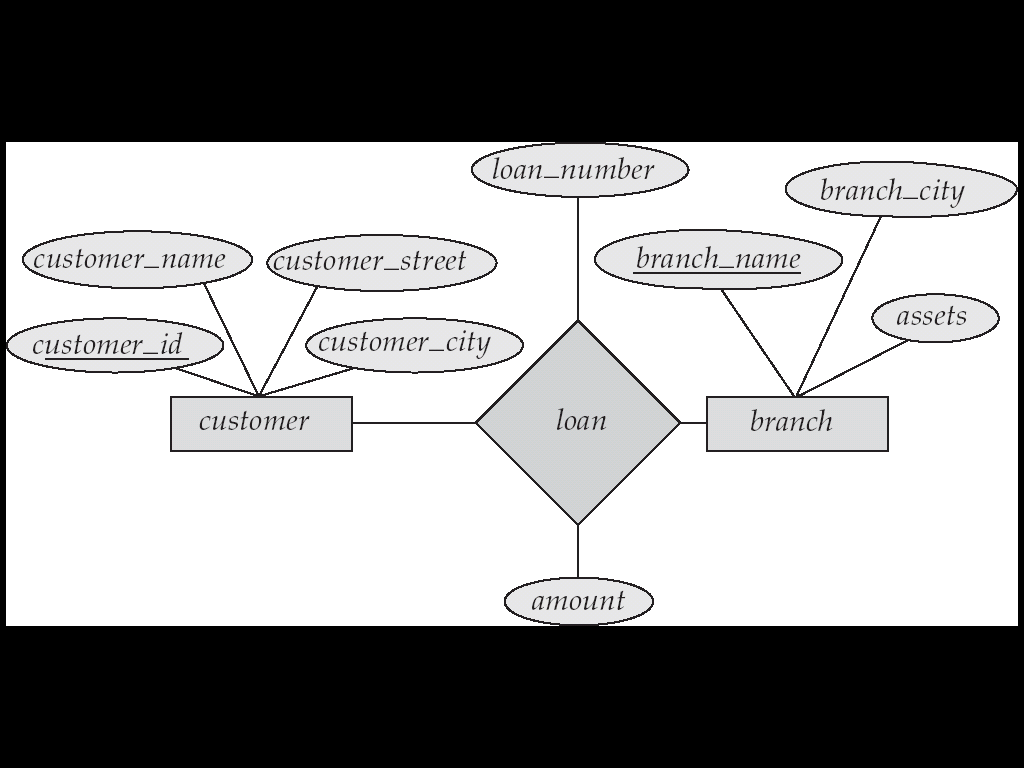 loan_number
branch_city
customer_name
customer_street
branch_name
assets
customer_id
customer_city
customer
loan
branch
amount